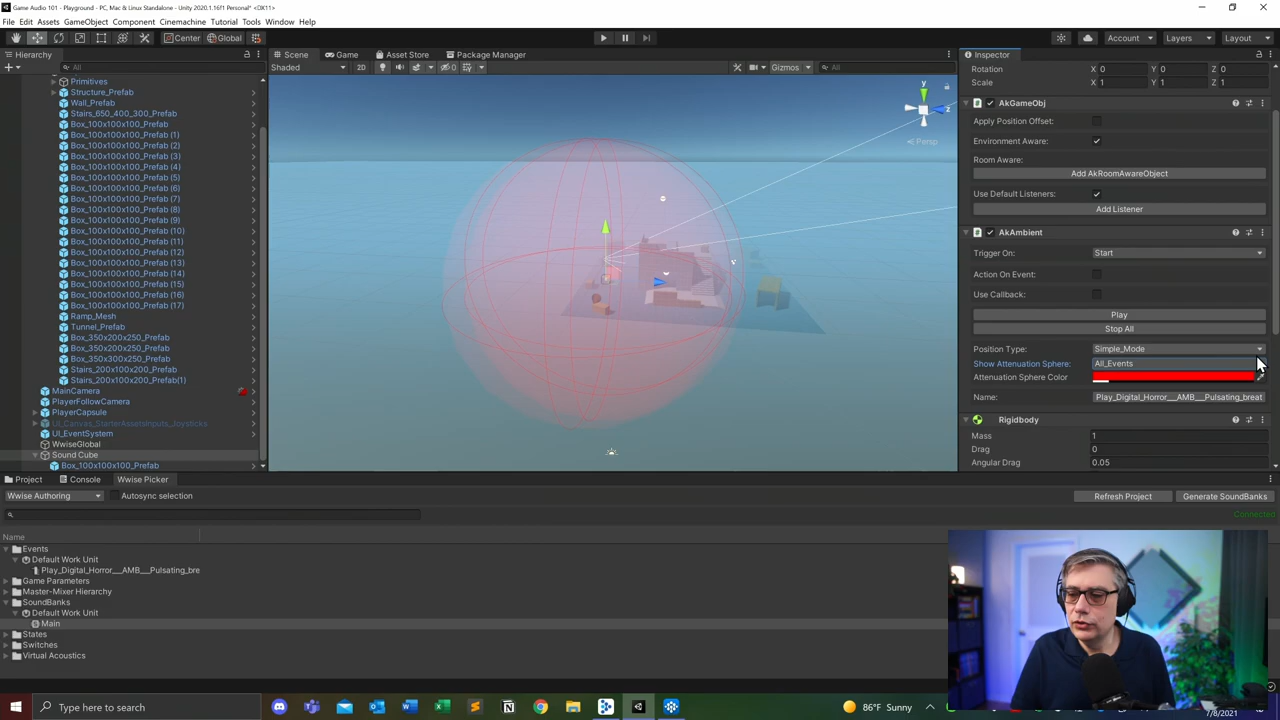 Game Audio 101 - Playground - PC, Mac & Linux Standalone - Unity 2020.1.16f1 Personal* <DX11>
File Edit Assets GameObject Component Cinemachine Tutorial Tools Window Help
Center Global Account Layers Layout
Hierarchy Scene Game Asset Store Package Manager Inspector
All Shaded 2D 0 Gizmos All
Rotation X 0 Y 0 Z 0
Scale X 1 Y 1 Z 1
Primitives
Structure_Prefab
Wall_Prefab
Stairs_650_400_300_Prefab
Box_100x100x100_Prefab
Box_100x100x100_Prefab (1)
Box_100x100x100_Prefab (2)
Box_100x100x100_Prefab (3)
Box_100x100x100_Prefab (4)
Box_100x100x100_Prefab (5)
Box_100x100x100_Prefab (6)
Box_100x100x100_Prefab (7)
Box_100x100x100_Prefab (8)
Box_100x100x100_Prefab (9)
Box_100x100x100_Prefab (10)
Box_100x100x100_Prefab (11)
Box_100x100x100_Prefab (12)
Box_100x100x100_Prefab (13)
Box_100x100x100_Prefab (14)
Box_100x100x100_Prefab (15)
Box_100x100x100_Prefab (16)
Box_100x100x100_Prefab (17)
Ramp_Mesh
Tunnel_Prefab
Box_350x200x250_Prefab
Box_350x200x250_Prefab
Box_350x300x250_Prefab
Stairs_200x100x200_Prefab
Stairs_200x100x200_Prefab(1)
MainCamera
PlayerFollowCamera
PlayerCapsule
UI_Canvas_StarterAssetsInputs_Joysticks
UI_EventSystem
WwiseGlobal
Sound Cube
Box_100x100x100_Prefab
y
z
Persp
AkGameObj
Apply Position Offset:
Environment Aware:
Room Aware:
Add AkRoomAwareObject
Use Default Listeners:
Add Listener
AkAmbient
Trigger On: Start
Action On Event:
Use Callback:
Play
Stop All
Position Type: Simple_Mode
Show Attenuation Sphere: All_Events
Attenuation Sphere Color
Name: Play_Digital_Horror___AMB___Pulsating_breat
Rigidbody
Mass 1
Drag 0
Angular Drag 0.05
Project Console Wwise Picker
Wwise Authoring Autosync selection Refresh Project Generate SoundBanks
Connected
Name
Events
Default Work Unit
Play_Digital_Horror___AMB___Pulsating_bre
Game Parameters
Master-Mixer Hierarchy
SoundBanks
Default Work Unit
Main
States
Switches
Virtual Acoustics
Type here to search
86°F Sunny
7/8/2021